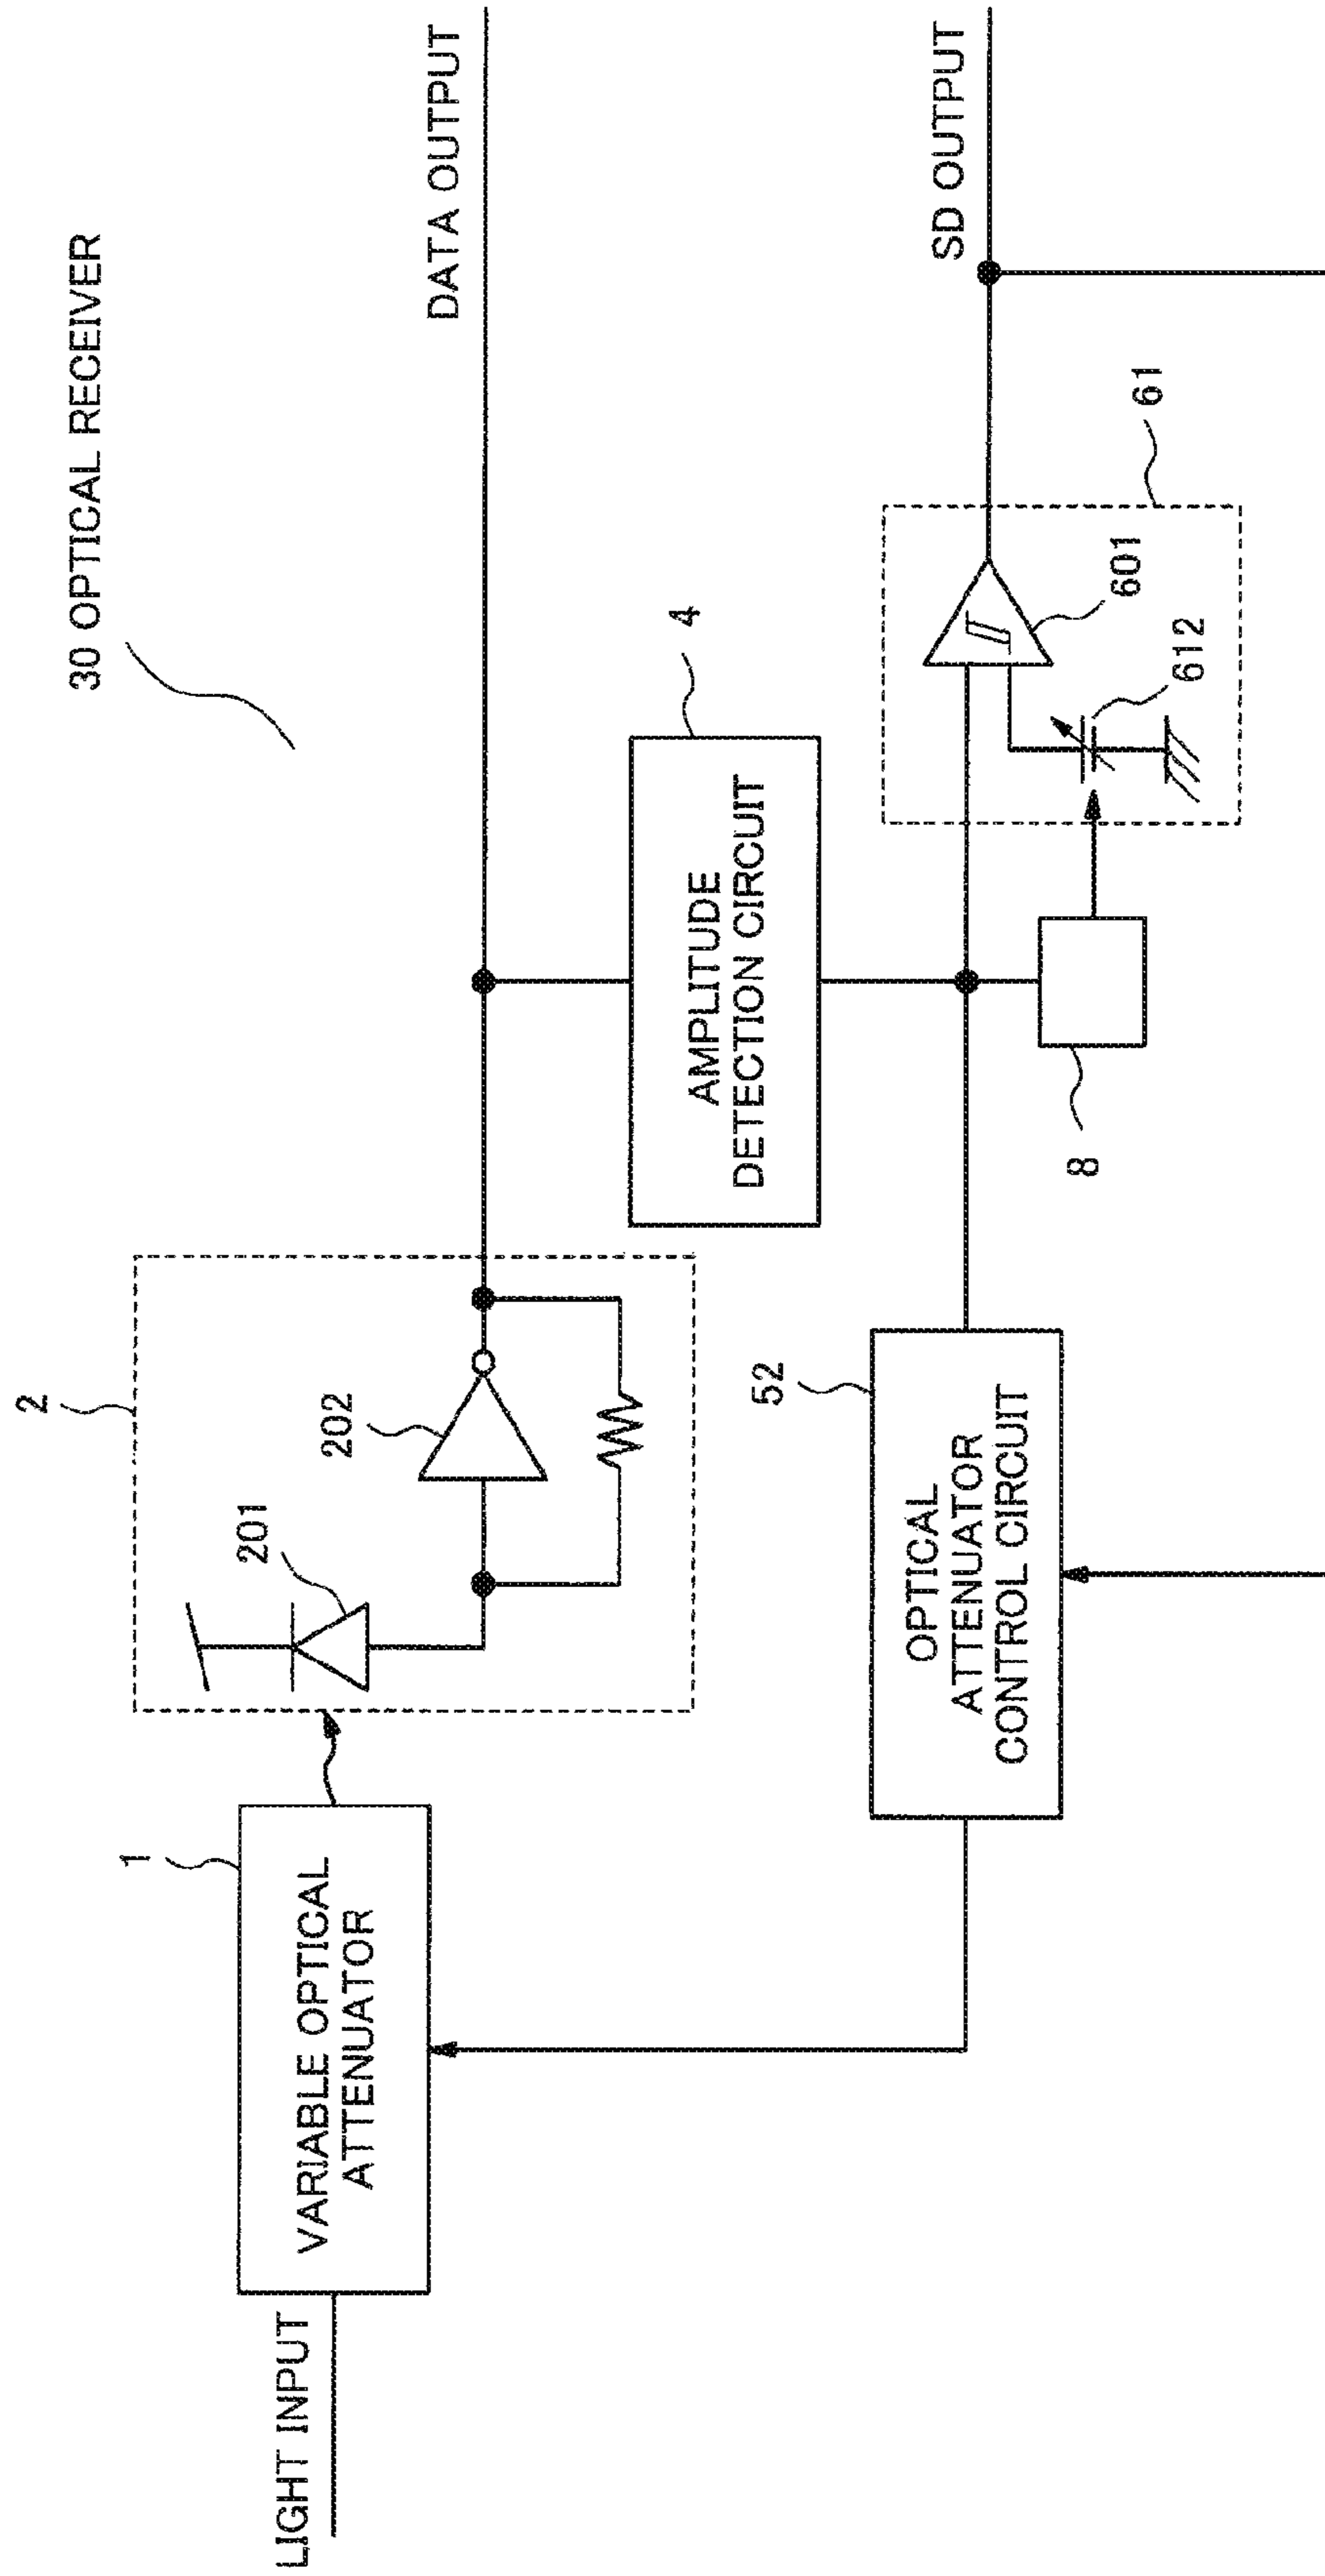 30 OPTICAL RECEIVER
LIGHT INPUT
1
VARIABLE OPTICAL
ATTENUATOR
2
201
202
DATA OUTPUT
4
AMPLITUDE
DETECTION CIRCUIT
52
OPTICAL
ATTENUATOR
CONTROL CIRCUIT
8
61
601
612
SD OUTPUT